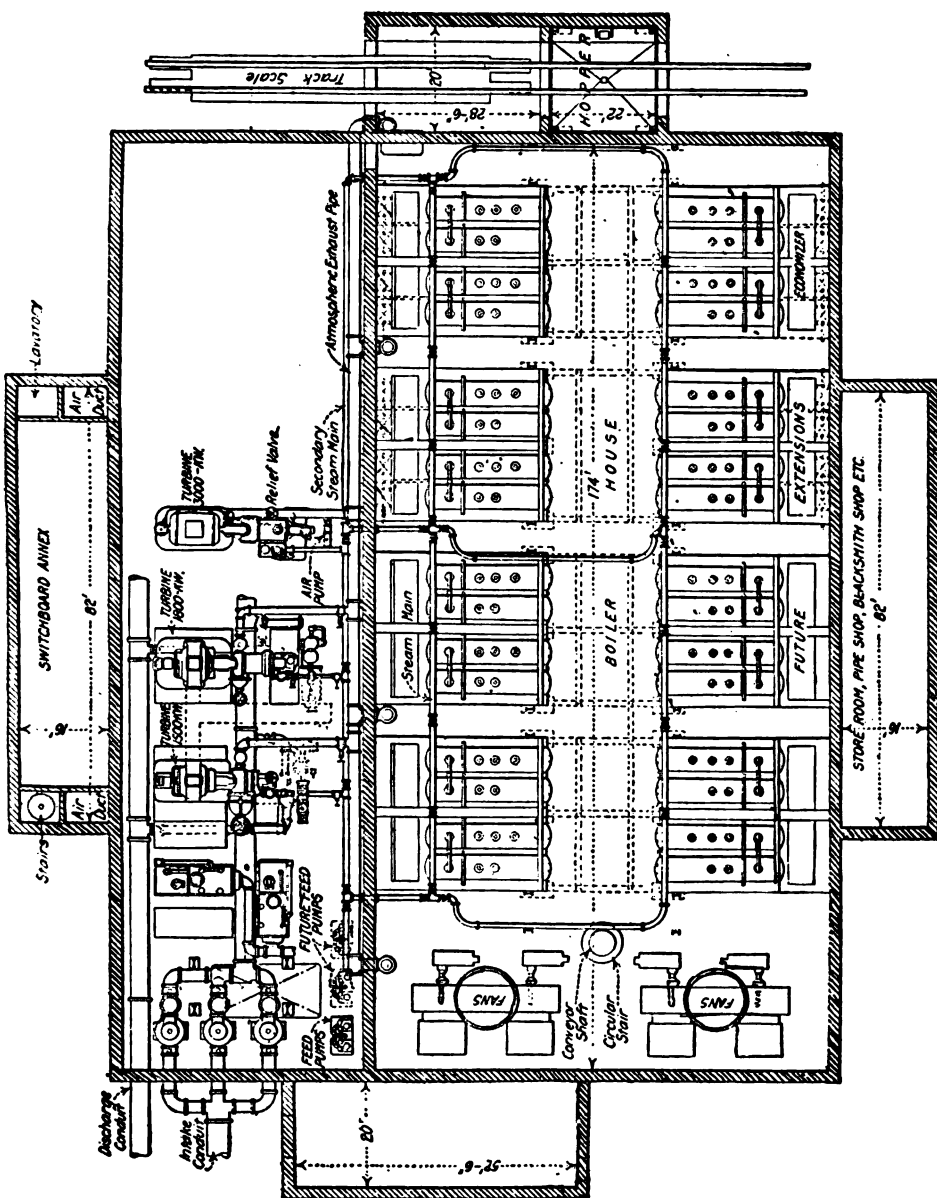 Track Scale
20'
HOPPER
28'-6"
22'
Lavatory
Air
Duct
SWITCHBOARD ANNEX
82'
16'
Air
Duct
Stairs
Atmospheric Exhaust Pipe
Secondary
Steam Main
Relief Valve
TURBINE
3000-KW.
AIR
PUMP
TURBINE
1800-KW.
TURBINE
1500-KW.
FUTURE FEED
PUMPS
FEED
PUMPS
Discharge
Conduit
Intake
Conduit
20'
52'-6"
Steam Main
BOILER HOUSE
174'
ECONOMIZER
EXTENSIONS
FUTURE
FANS
Conveyor
Shaft
Circular
Stair
FANS
STORE ROOM, PIPE SHOP, BLACKSMITH SHOP ETC.
82'
16'